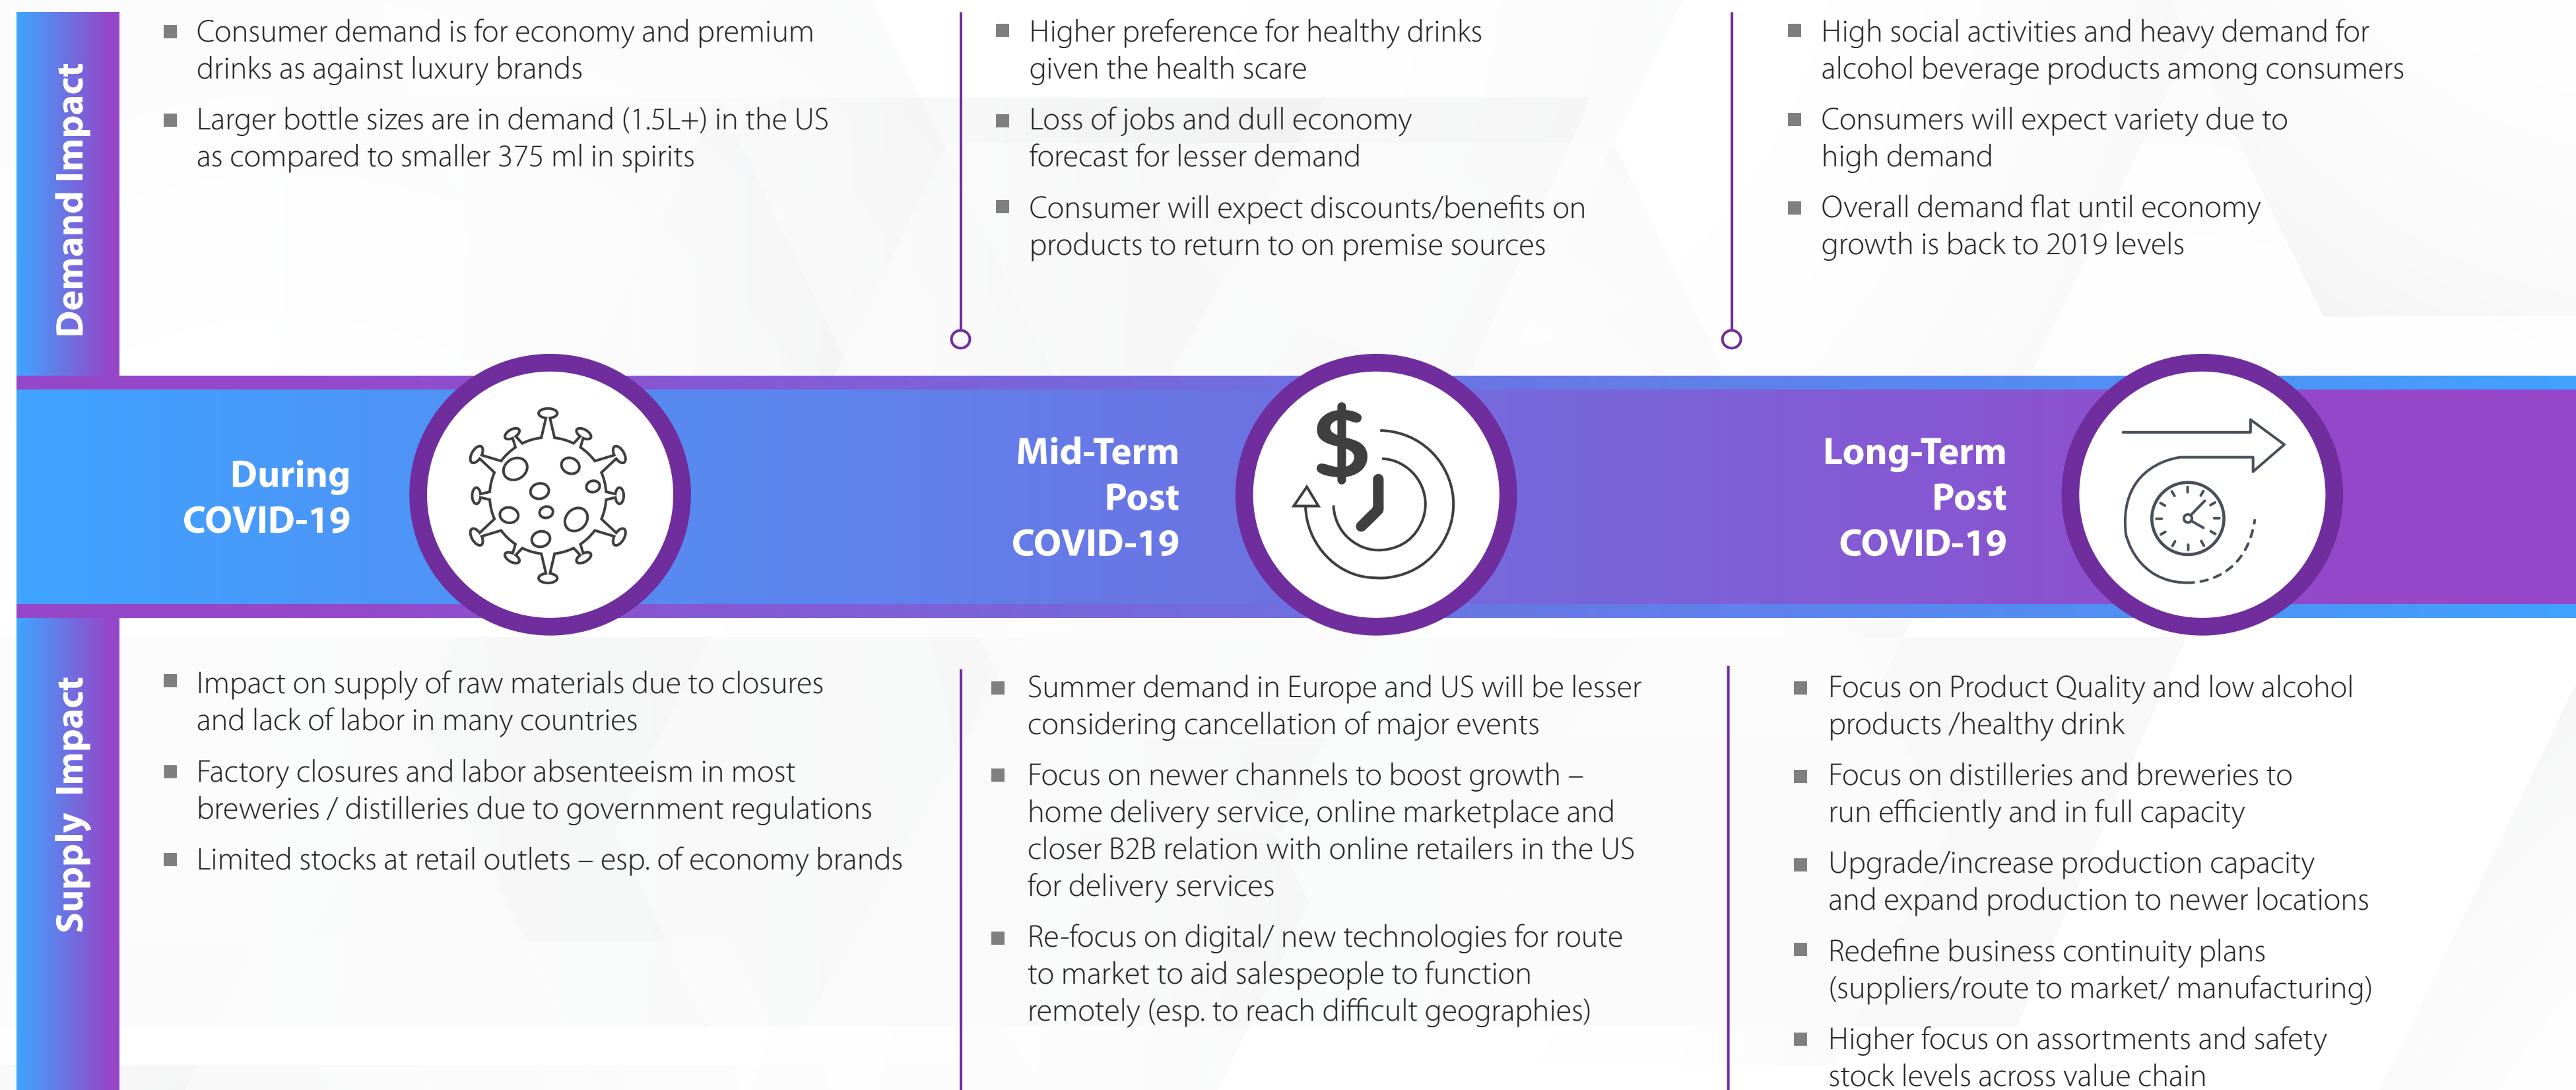 Demand Impact
Consumer demand is for economy and premium
drinks as against luxury brands
Larger bottle sizes are in demand (1.5L+) in the US
as compared to smaller 375 ml in spirits
Higher preference for healthy drinks
given the health scare
Loss of jobs and dull economy
forecast for lesser demand
Consumer will expect discounts/benefits on
products to return to on premise sources
High social activities and heavy demand for
alcohol beverage products among consumers
Consumers will expect variety due to
high demand
Overall demand flat until economy
growth is back to 2019 levels
During
COVID-19
Mid-Term
Post
COVID-19
Long-Term
Post
COVID-19
Supply Impact
Impact on supply of raw materials due to closures
and lack of labor in many countries
Factory closures and labor absenteeism in most
breweries / distilleries due to government regulations
Limited stocks at retail outlets – esp. of economy brands
Summer demand in Europe and US will be lesser
considering cancellation of major events
Focus on newer channels to boost growth –
home delivery service, online marketplace and
closer B2B relation with online retailers in the US
for delivery services
Re-focus on digital/ new technologies for route
to market to aid salespeople to function
remotely (esp. to reach difficult geographies)
Focus on Product Quality and low alcohol
products /healthy drink
Focus on distilleries and breweries to
run efficiently and in full capacity
Upgrade/increase production capacity
and expand production to newer locations
Redefine business continuity plans
(suppliers/route to market/ manufacturing)
Higher focus on assortments and safety
stock levels across value chain